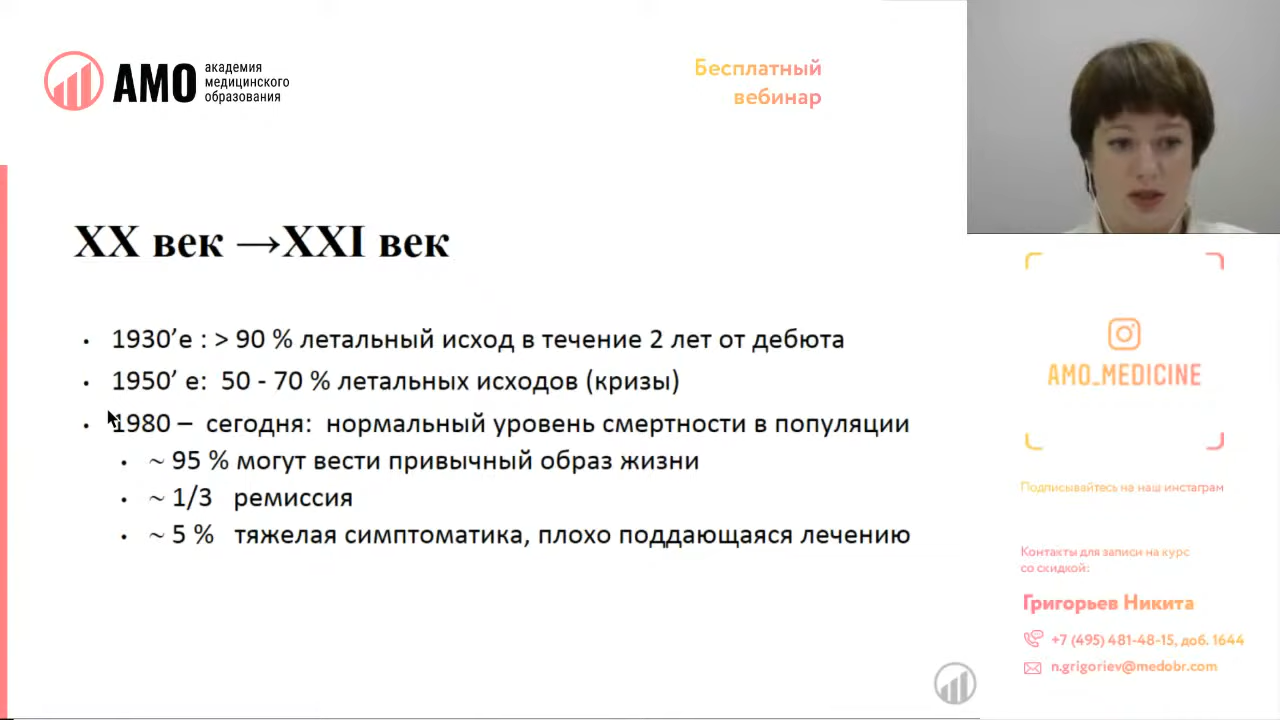 АМО
академия
медицинского
образования
Бесплатный
вебинар
XX век →XXI век
• 1930’е : > 90 % летальный исход в течение 2 лет от дебюта
• 1950’ е: 50 - 70 % летальных исходов (кризы)
• 1980 – сегодня: нормальный уровень смертности в популяции
• ~ 95 % могут вести привычный образ жизни
• ~ 1/3 ремиссия
• ~ 5 % тяжелая симптоматика, плохо поддающаяся лечению
AMO_MEDICINE
Подписывайтесь на наш инстаграм
Контакты для записи на курс
со скидкой:
Григорьев Никита
+7 (495) 481-48-15, доб. 1644
n.grigoriev@medobr.com